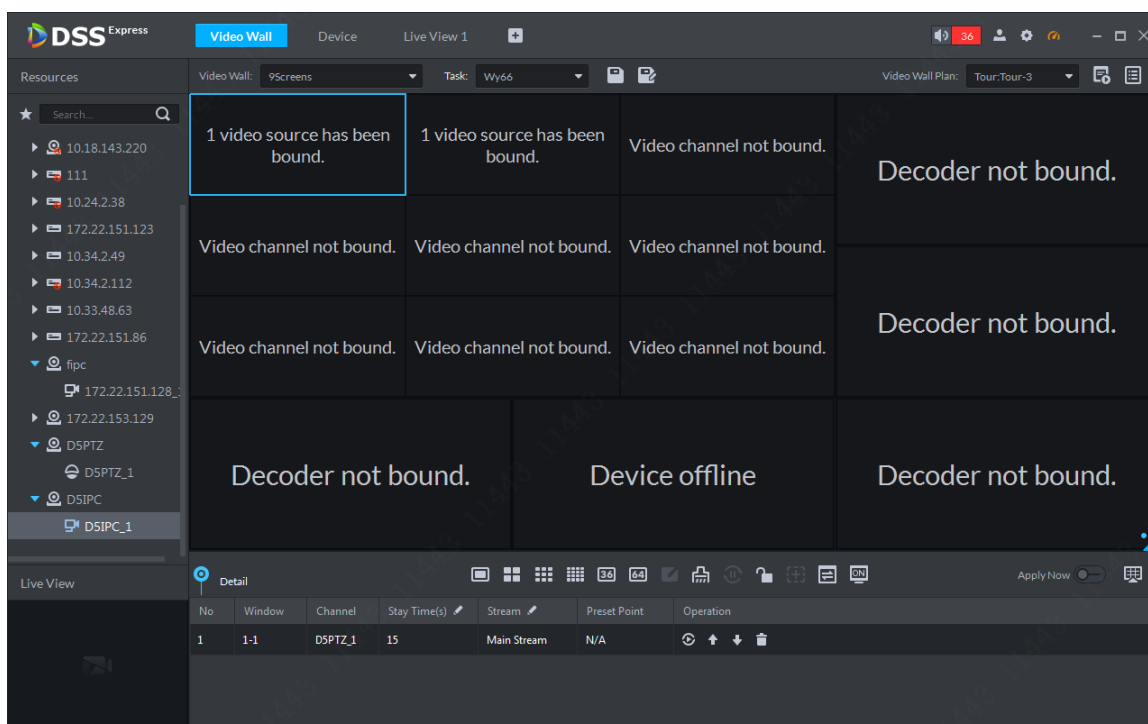 DSS Express
Video Wall
Device
Live View 1
36
Resources
Video Wall: 9Screens
Task: Wy66
Video Wall Plan: Tour:Tour-3
Search...
10.18.143.220
111
10.24.2.38
172.22.151.123
10.34.2.49
10.34.2.112
10.33.48.63
172.22.151.86
fipc
172.22.151.128_
172.22.153.129
D5PTZ
D5PTZ_1
D5IPC
D5IPC_1
1 video source has been
bound.
1 video source has been
bound.
Video channel not bound.
Decoder not bound.
Video channel not bound.
Video channel not bound.
Video channel not bound.
Decoder not bound.
Video channel not bound.
Video channel not bound.
Video channel not bound.
Decoder not bound.
Device offline
Decoder not bound.
Live View
Detail
36
64
ON
Apply Now
No Window Channel Stay Time(s) Stream Preset Point Operation
1 1-1 D5PTZ_1 15 Main Stream N/A